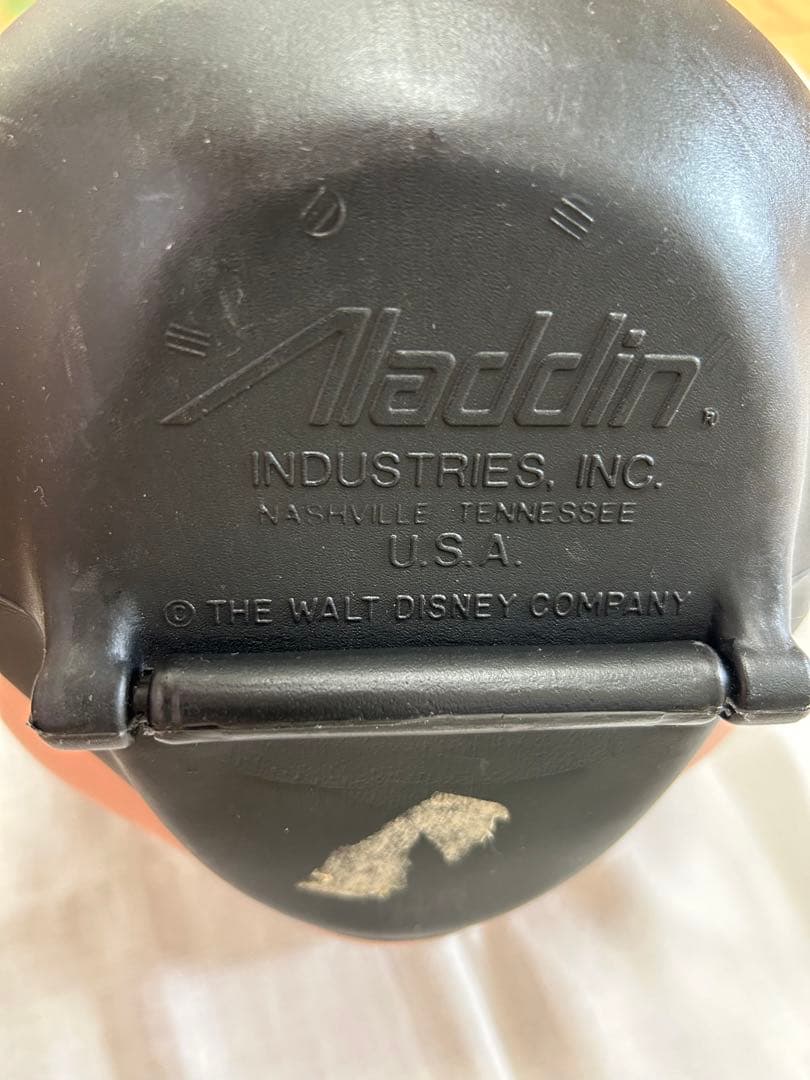 Aladdin®
INDUSTRIES, INC.
NASHVILLE TENNESSEE
U.S.A.
© THE WALT DISNEY COMPANY